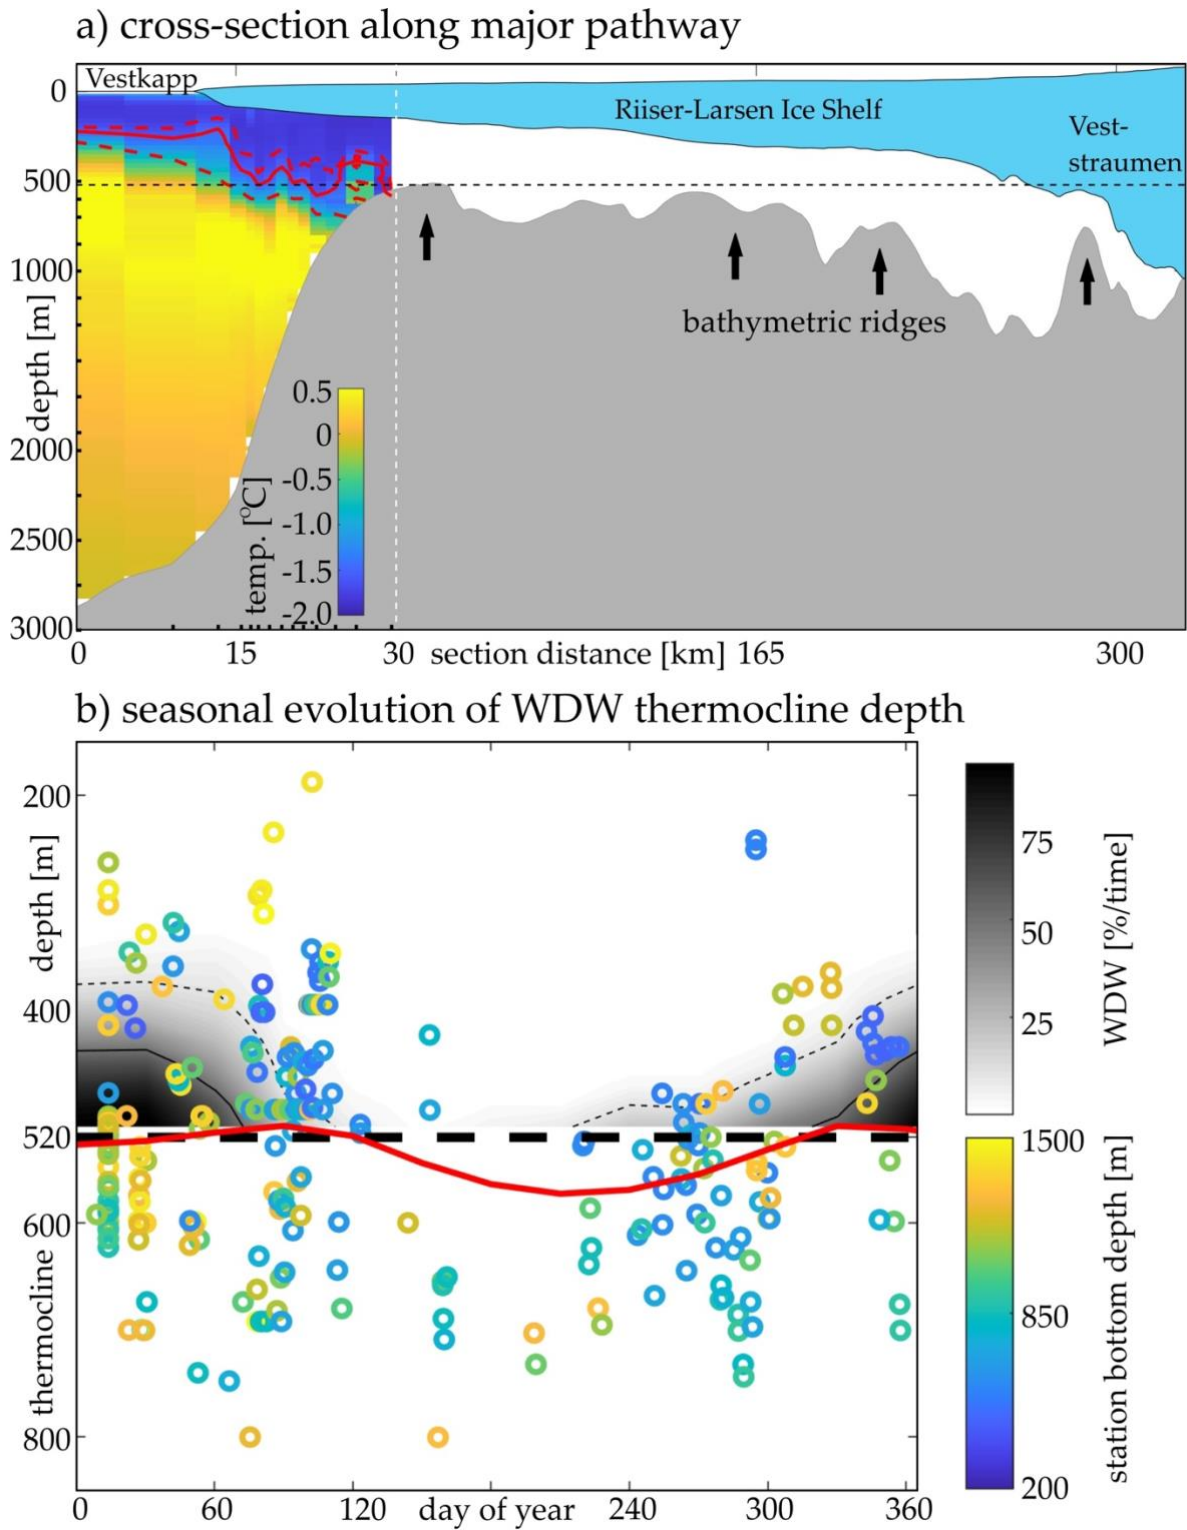 a) cross-section along major pathway
Vestkapp
0
Riiser-Larsen Ice Shelf
Vest-
straumen
500
1000
bathymetric ridges
depth [m]
0.5
0
-0.5
-1.0
-1.5
-2.0
temp. [°C]
2000
2500
3000
0 15 30 section distance [km] 165 300
b) seasonal evolution of WDW thermocline depth
200
400
520
600
800
thermocline depth [m]
0 60 120 day of year 240 300 360
75
50
25
WDW [%/time]
1500
850
200
station bottom depth [m]